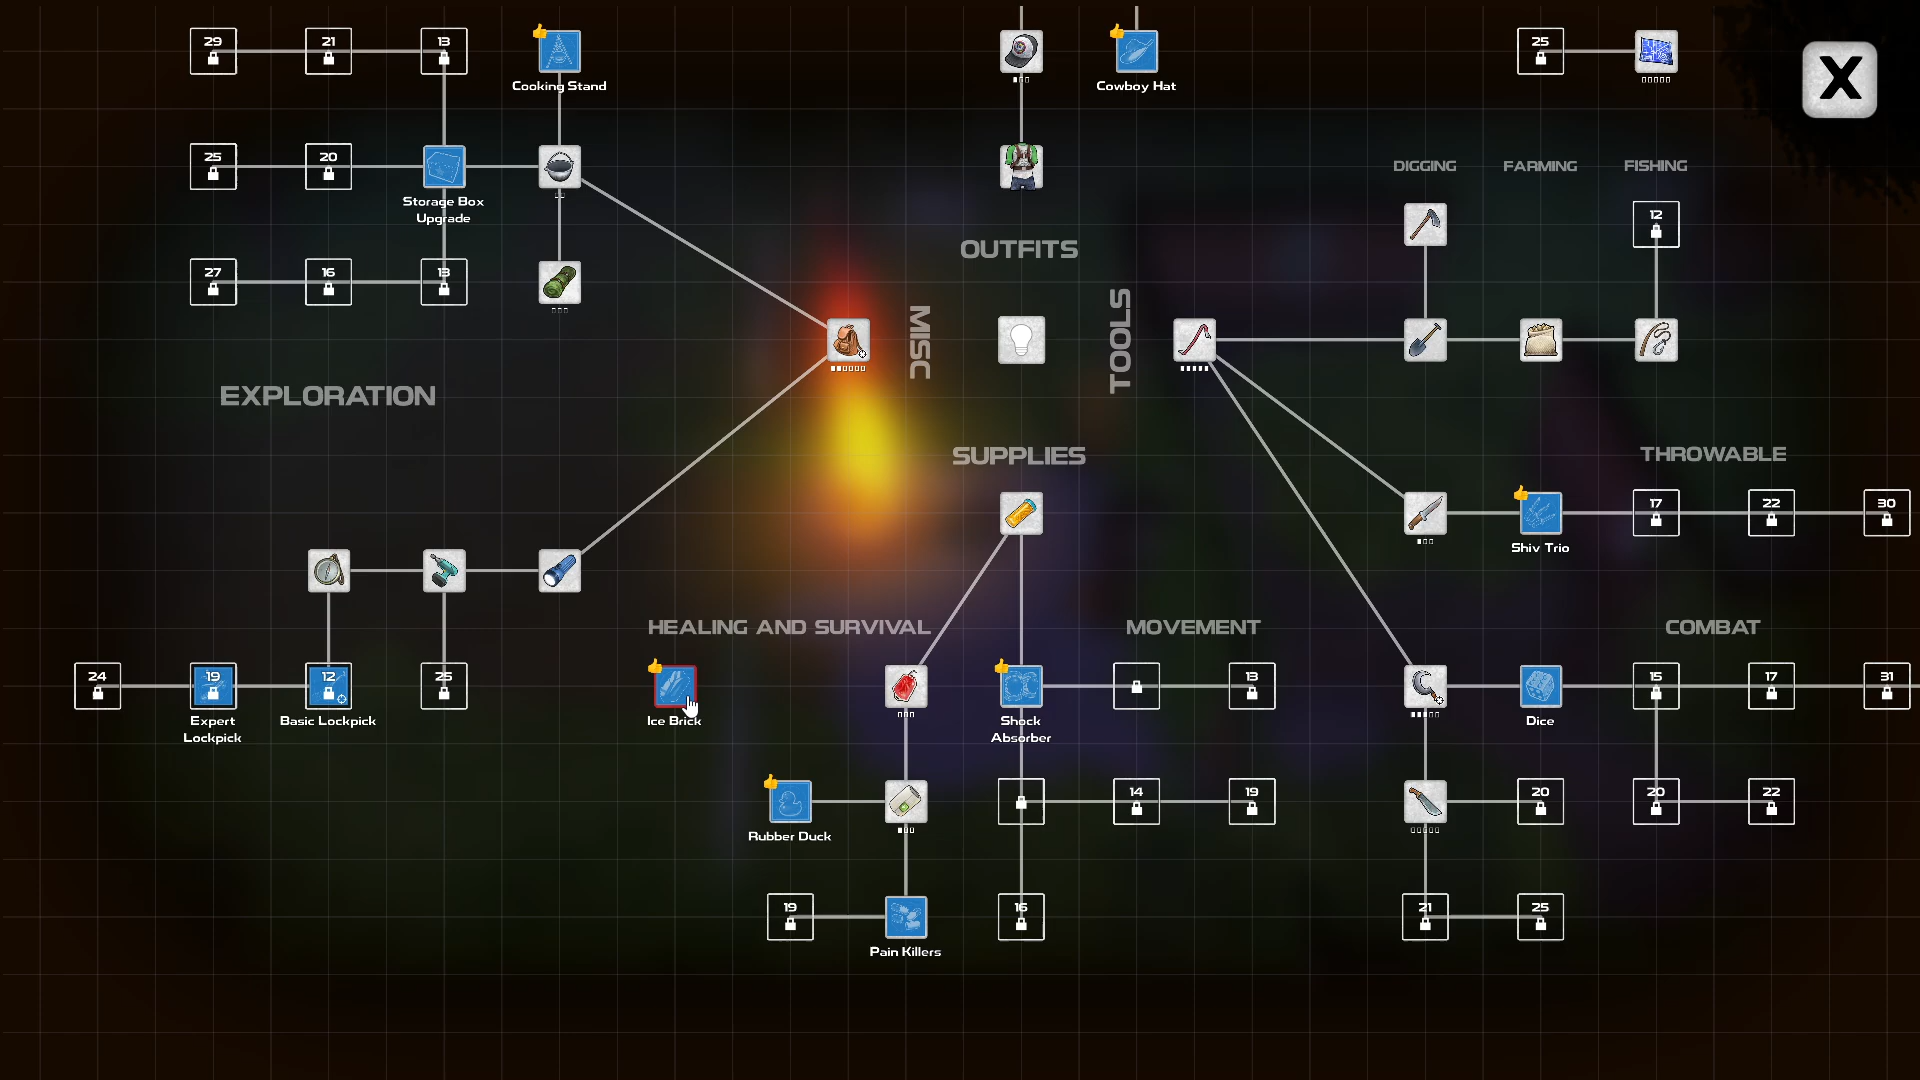 29
21
13
Cooking Stand
Cowboy Hat
25
X
25
20
Storage Box
Upgrade
DIGGING
FARMING
FISHING
12
27
16
13
OUTFITS
MISC
TOOLS
EXPLORATION
SUPPLIES
THROWABLE
Shiv Trio
17
22
30
HEALING AND SURVIVAL
MOVEMENT
COMBAT
24
19
Expert
Lockpick
12
Basic Lockpick
25
Ice Brick
Shock
Absorber
13
Dice
15
17
31
Rubber Duck
14
19
20
20
22
19
Pain Killers
16
21
25